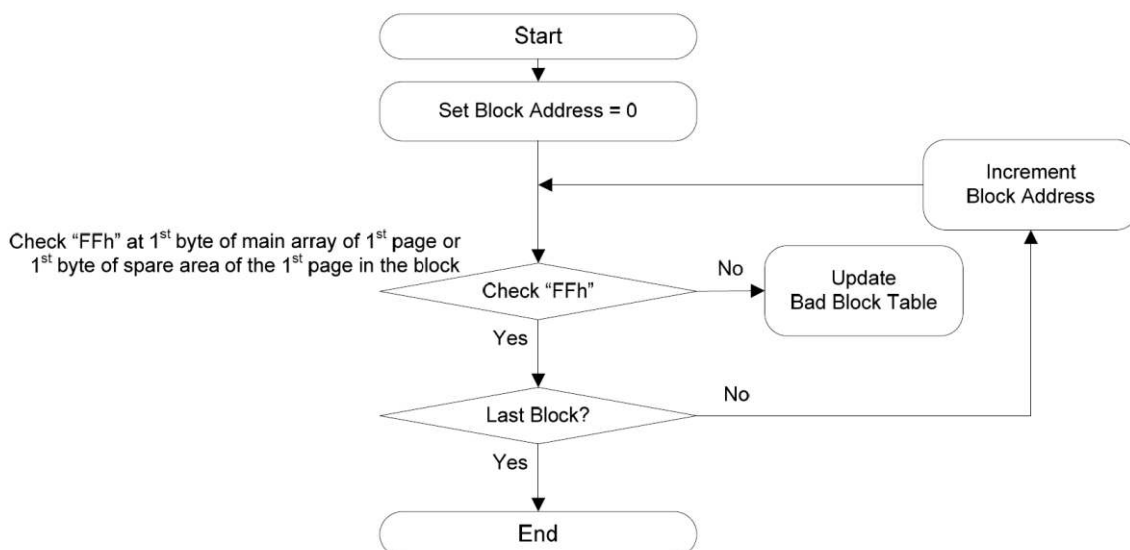 Start
Set Block Address = 0
Increment
Block Address
Check “FFh” at 1st byte of main array of 1st page or
1st byte of spare area of the 1st page in the block
Check “FFh”
No
Update
Bad Block Table
Yes
Last Block?
No
Yes
End